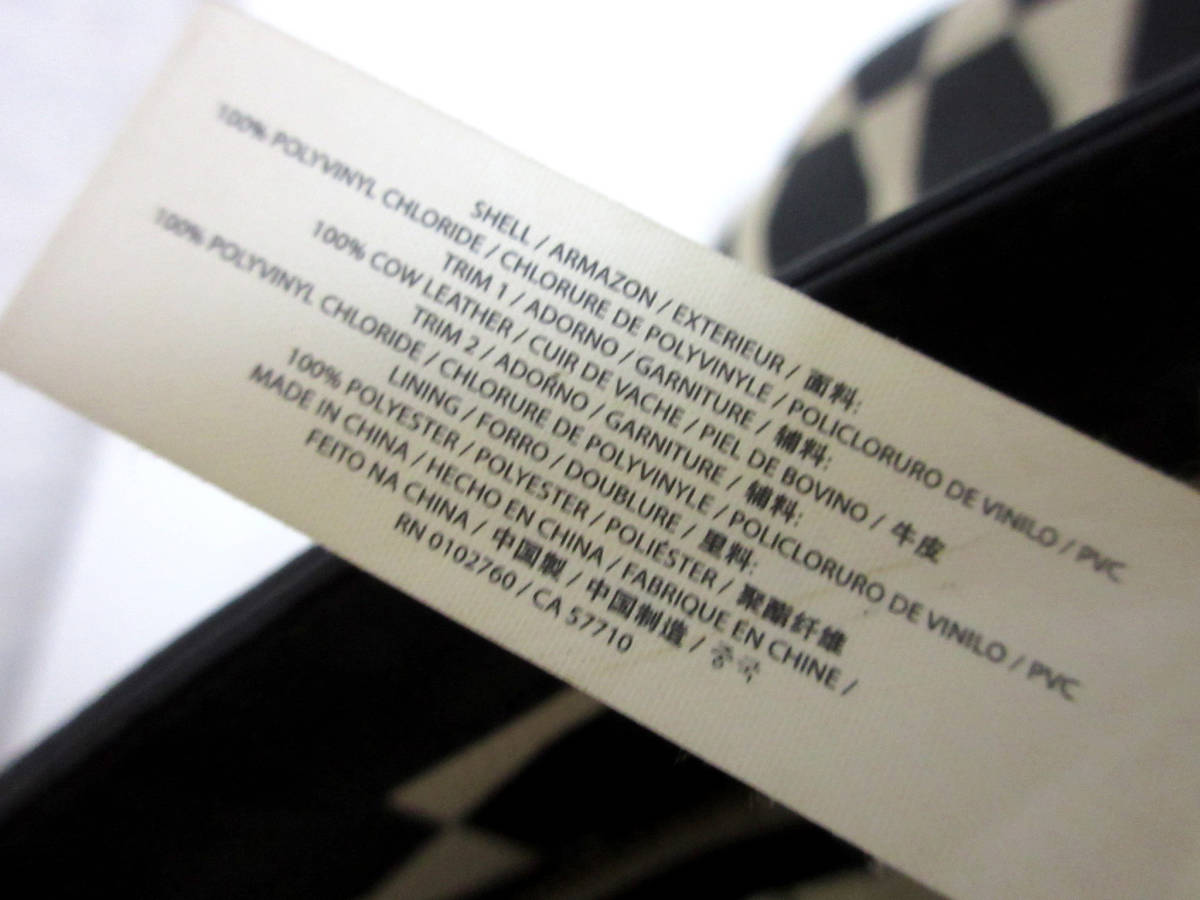 SHELL / ARMAZON / EXTERIEUR / 面料:
100% POLYVINYL CHLORIDE / CHLORURE DE POLYVINYLE / POLICLORURO DE VINILO / PVC
TRIM 1 / ADORNO / GARNITURE / 辅料:
100% COW LEATHER / CUIR DE VACHE / PIEL DE BOVINO / 牛皮
TRIM 2 / ADORNO / GARNITURE / 辅料:
100% POLYVINYL CHLORIDE / CHLORURE DE POLYVINYLE / POLICLORURO DE VINILO / PVC
LINING / FORRO / DOUBLURE / 里料:
100% POLYESTER / POLYESTER / POLIÉSTER / 聚酯纤维
MADE IN CHINA / HECHO EN CHINA / FABRIQUE EN CHINE /
FEITO NA CHINA / 中国製 / 中国制造 / 중국
RN 0102760 / CA 57710